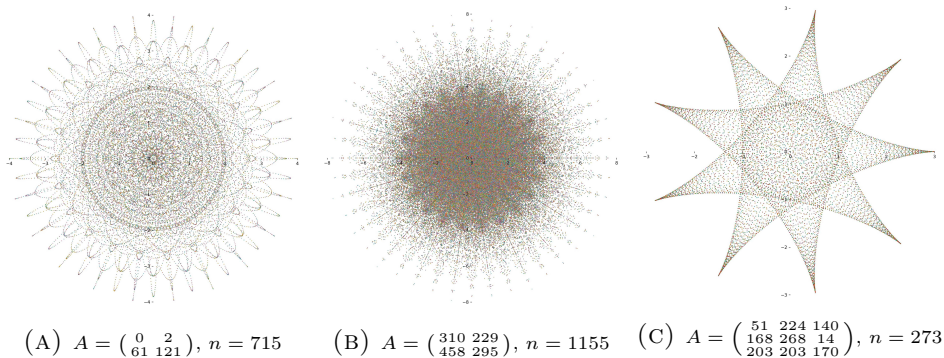 (A) A = ( 0 2 / 61 121 ), n = 715
(B) A = ( 310 229 / 458 295 ), n = 1155
(C) A = ( 51 224 140 / 168 268 14 / 203 203 170 ), n = 273